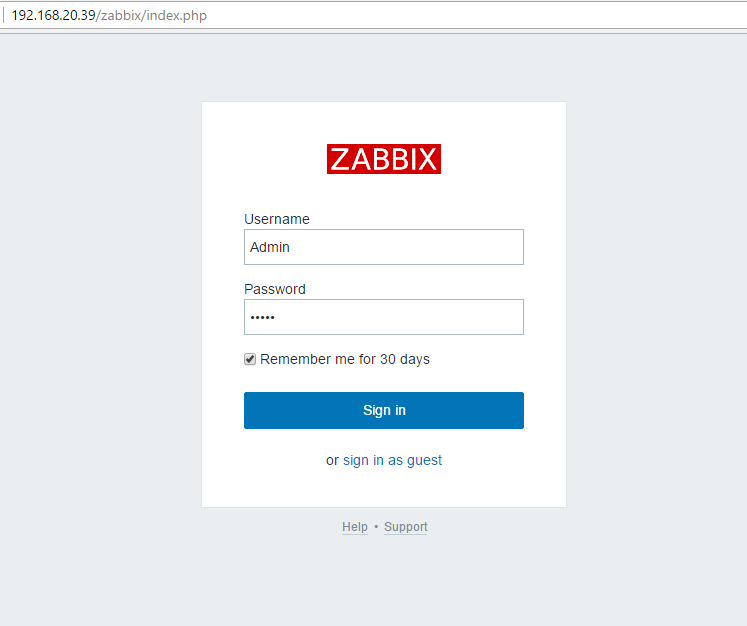 192.168.20.39/zabbix/index.php
ZABBIX
Username
Admin
Password
•••••
Remember me for 30 days
Sign in
or sign in as guest
Help • Support